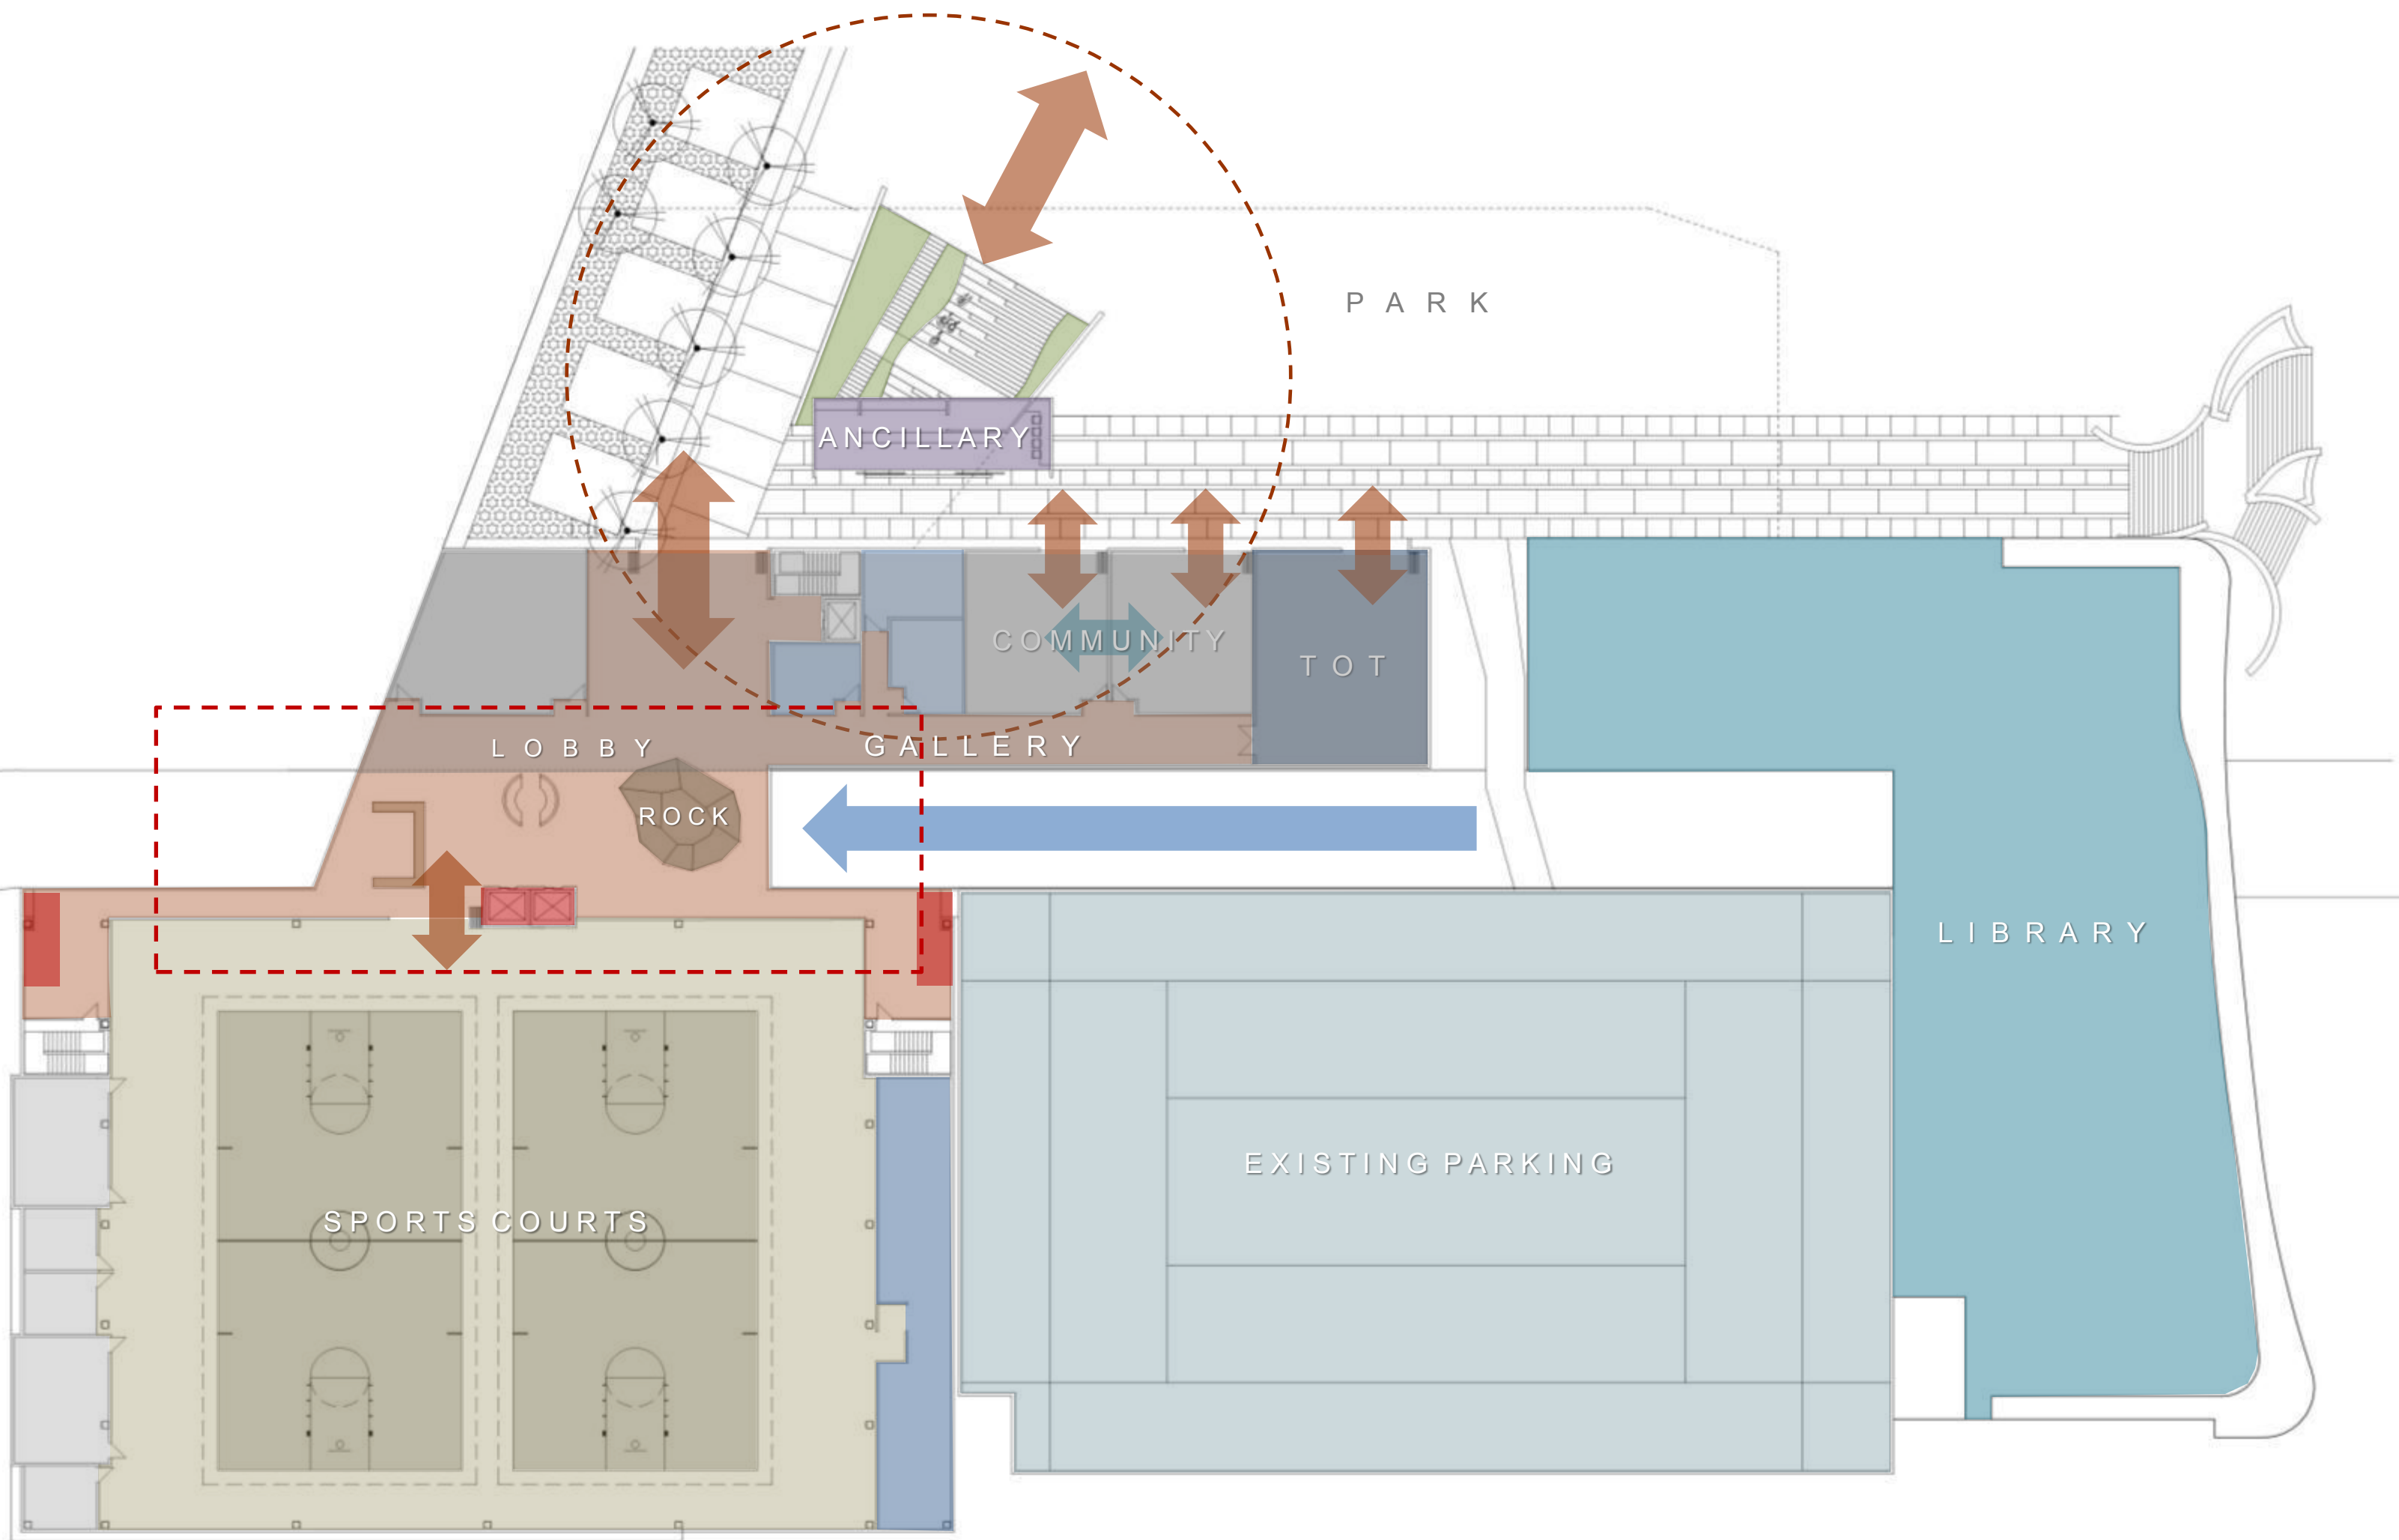 PARK
ANCILLARY
COMMUNITY
TOT
LOBBY
GALLERY
ROCK
LIBRARY
EXISTING PARKING
SPORTS COURTS